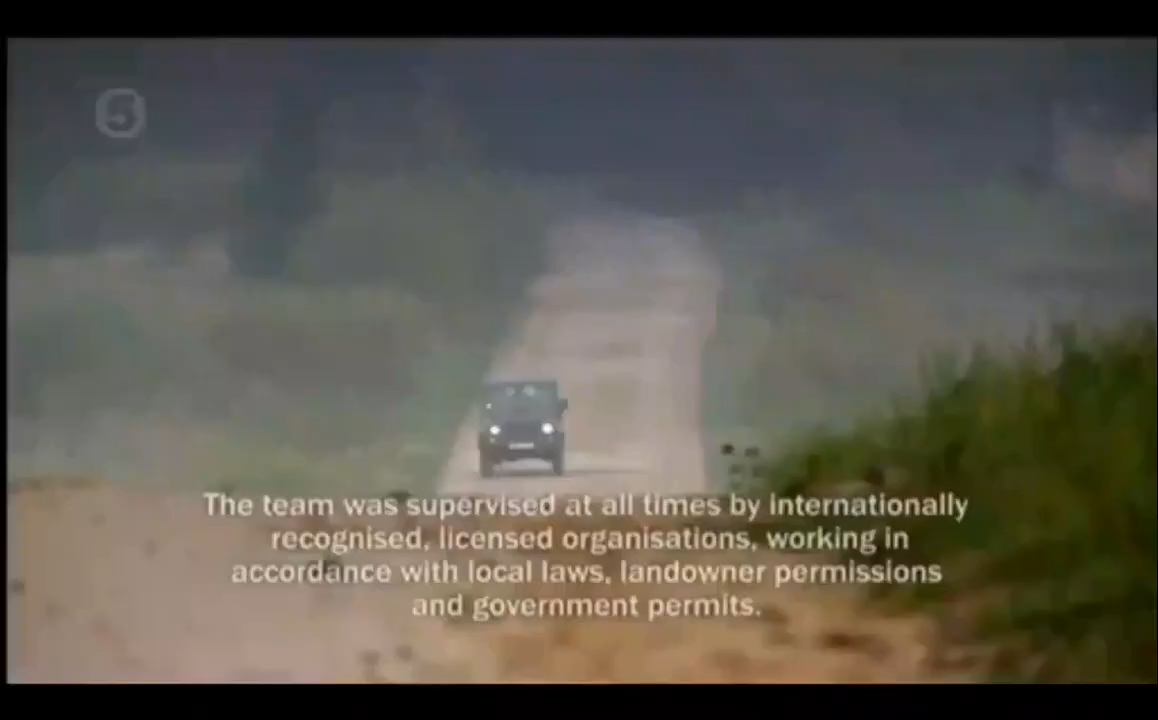 5
The team was supervised at all times by internationally
recognised, licensed organisations, working in
accordance with local laws, landowner permissions
and government permits.